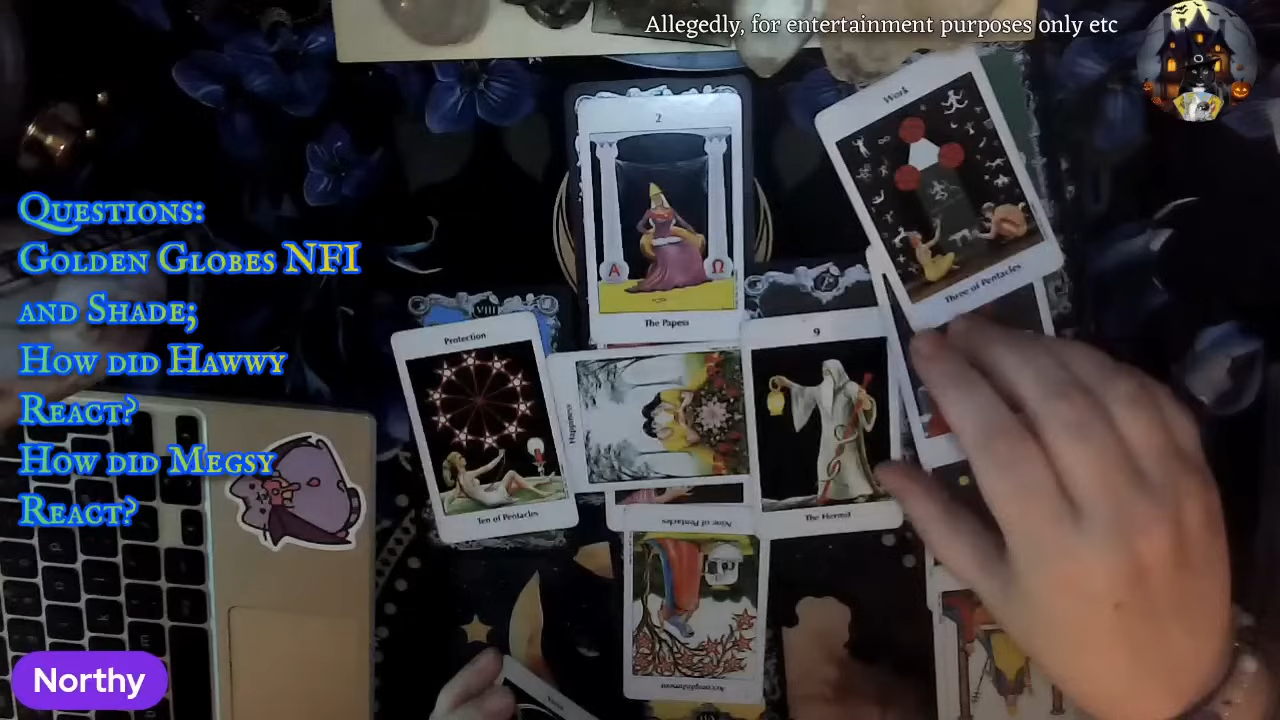 Allegedly, for entertainment purposes only etc
Questions:
Golden Globes NFI
and Shade;
How did Hawwy
React?
How did Megsy
React?
Northy
2
The Papess
Work
Three of Pentacles
VIII
Protection
Ten of Pentacles
Happiness
9
The Hermit
A
Ω
Nine of Pentacles
Accomplishment